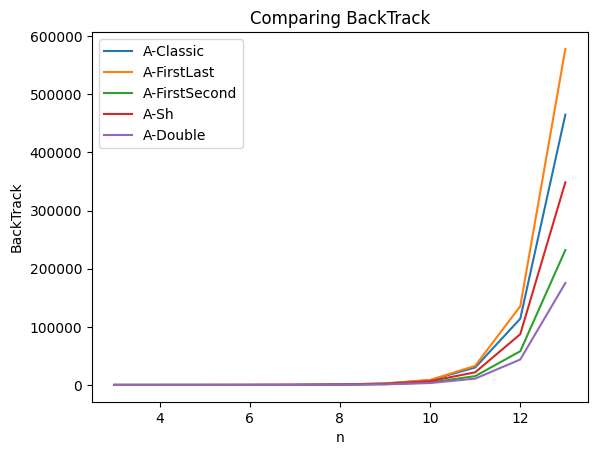 Comparing BackTrack
600000
500000
400000
300000
200000
100000
0
BackTrack
A-Classic
A-FirstLast
A-FirstSecond
A-Sh
A-Double
4 6 8 10 12
n